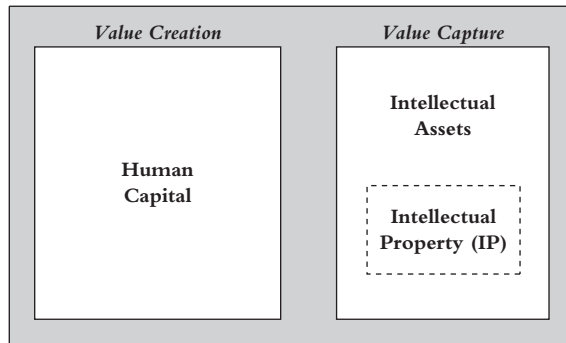 Value Creation
Human
Capital
Value Capture
Intellectual
Assets
Intellectual
Property (IP)